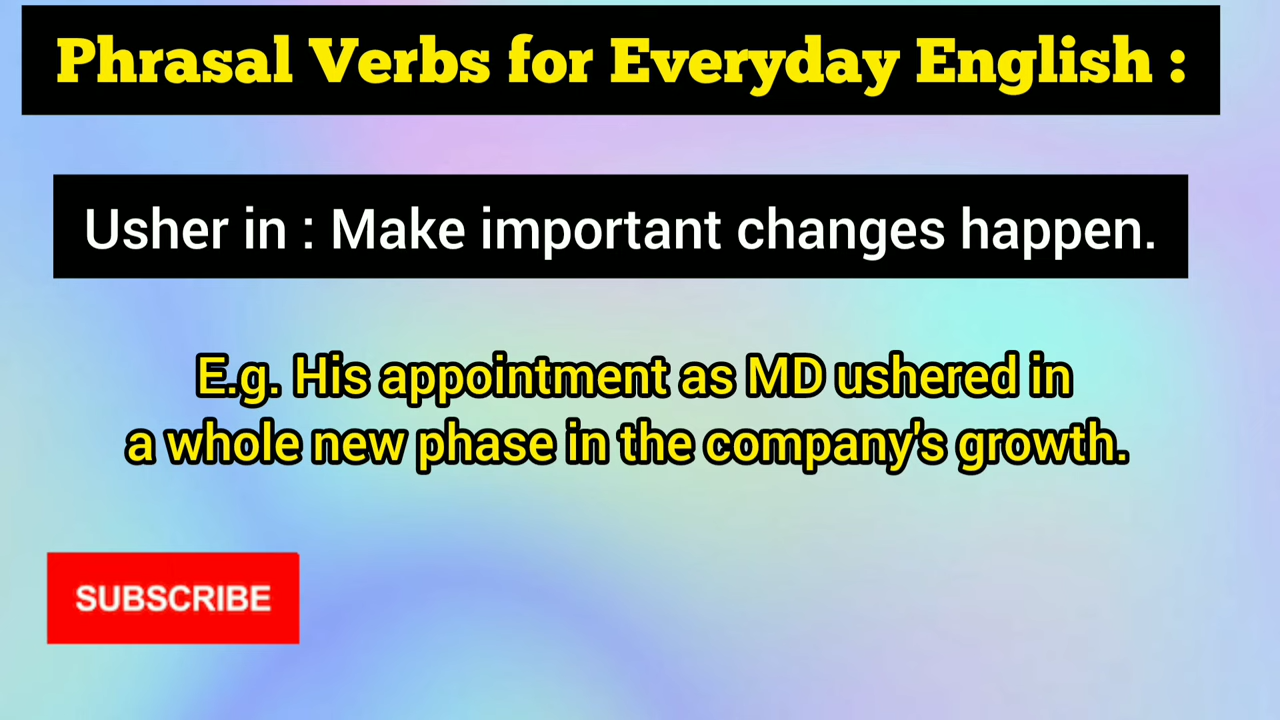 Phrasal Verbs for Everyday English :
Usher in : Make important changes happen.
E.g. His appointment as MD ushered in
a whole new phase in the company's growth.
SUBSCRIBE